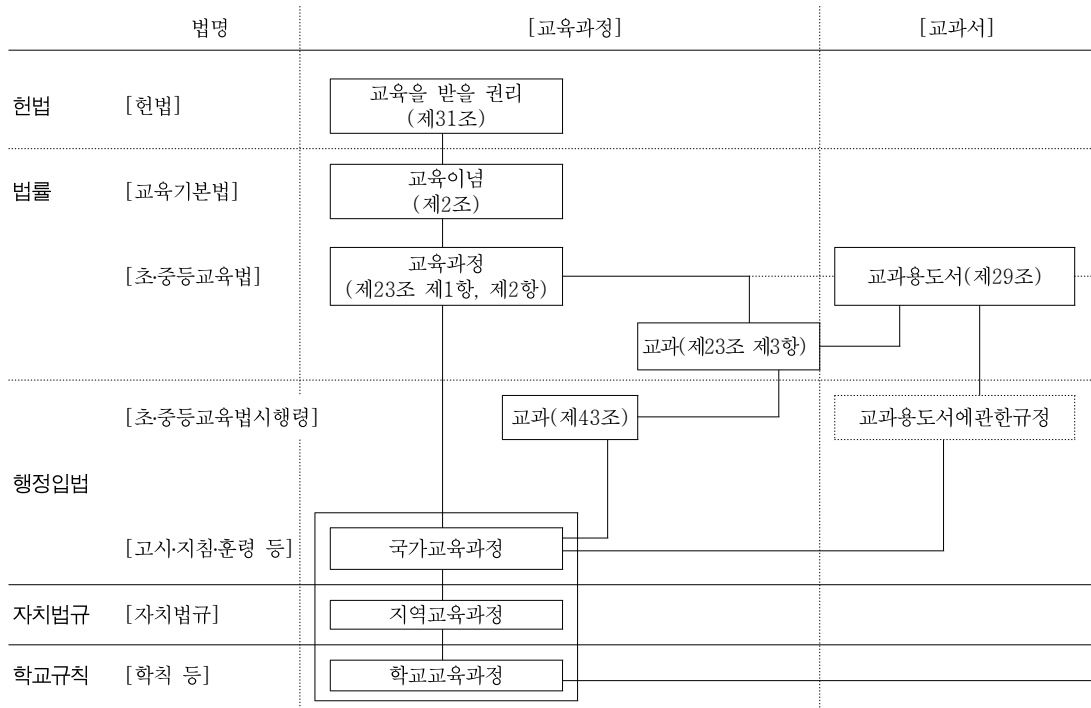 법명 [교육과정] [교과서]
헌법 [헌법] 교육을 받을 권리
(제31조)
법률 [교육기본법] 교육이념
(제2조)
[초·중등교육법] 교육과정
(제23조 제1항, 제2항)
교과용도서(제29조)
교과(제23조 제3항)
[초·중등교육법시행령] 교과(제43조) 교과용도서에관한규정
행정입법
[고시·지침·훈령 등] 국가교육과정
자치법규 [자치법규] 지역교육과정
학교규칙 [학칙 등] 학교교육과정